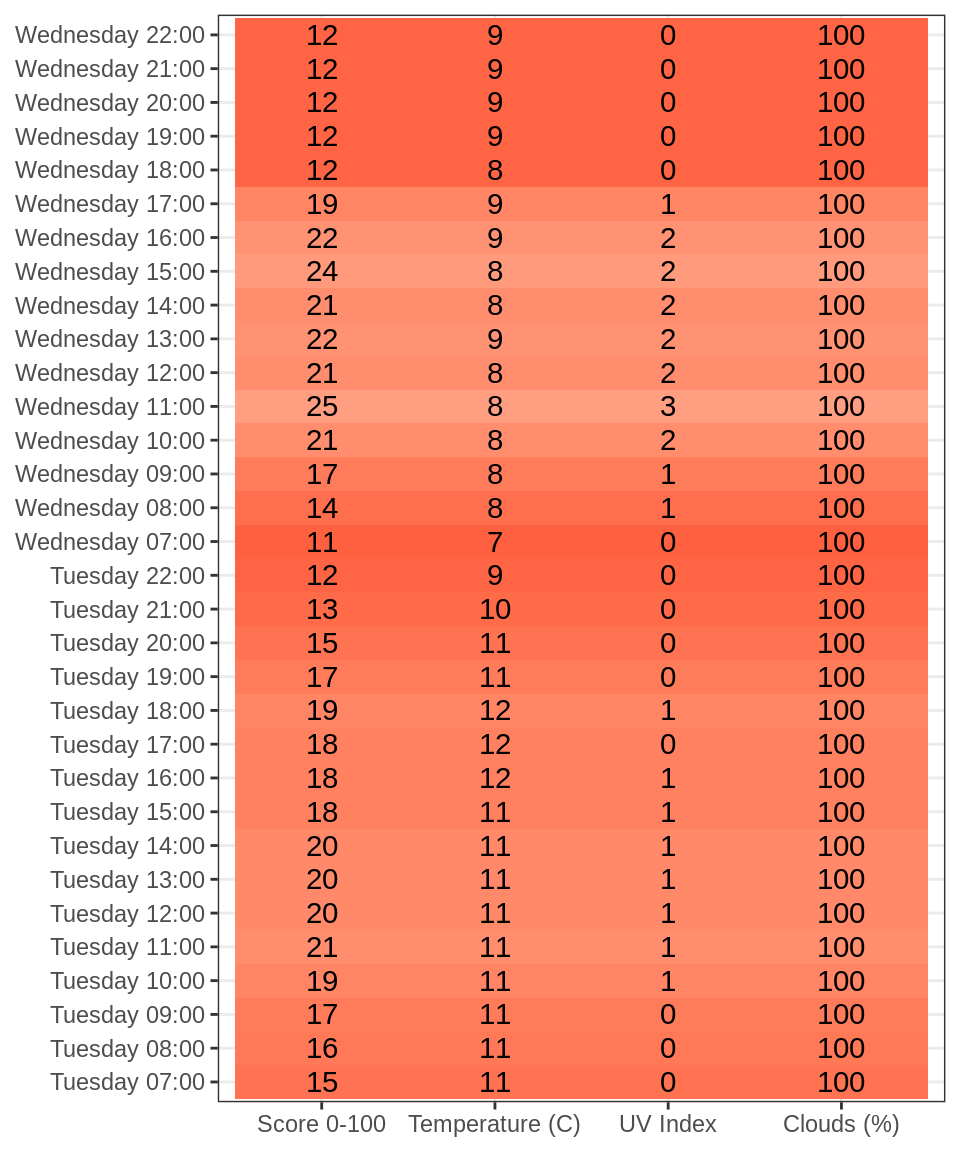 Wednesday 22:00 12 9 0 100
Wednesday 21:00 12 9 0 100
Wednesday 20:00 12 9 0 100
Wednesday 19:00 12 9 0 100
Wednesday 18:00 12 8 0 100
Wednesday 17:00 19 9 1 100
Wednesday 16:00 22 9 2 100
Wednesday 15:00 24 8 2 100
Wednesday 14:00 21 8 2 100
Wednesday 13:00 22 9 2 100
Wednesday 12:00 21 8 2 100
Wednesday 11:00 25 8 3 100
Wednesday 10:00 21 8 2 100
Wednesday 09:00 17 8 1 100
Wednesday 08:00 14 8 1 100
Wednesday 07:00 11 7 0 100
Tuesday 22:00 12 9 0 100
Tuesday 21:00 13 10 0 100
Tuesday 20:00 15 11 0 100
Tuesday 19:00 17 11 0 100
Tuesday 18:00 19 12 1 100
Tuesday 17:00 18 12 0 100
Tuesday 16:00 18 12 1 100
Tuesday 15:00 18 11 1 100
Tuesday 14:00 20 11 1 100
Tuesday 13:00 20 11 1 100
Tuesday 12:00 20 11 1 100
Tuesday 11:00 21 11 1 100
Tuesday 10:00 19 11 1 100
Tuesday 09:00 17 11 0 100
Tuesday 08:00 16 11 0 100
Tuesday 07:00 15 11 0 100
Score 0-100 Temperature (C) UV Index Clouds (%)